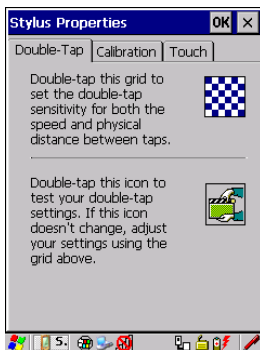 Stylus Properties OK ×
Double-Tap Calibration Touch
Double-tap this grid to
set the double-tap
sensitivity for both the
speed and physical
distance between taps.
Double-tap this icon to
test your double-tap
settings. If this icon
doesn't change, adjust
your settings using the
grid above.
5.